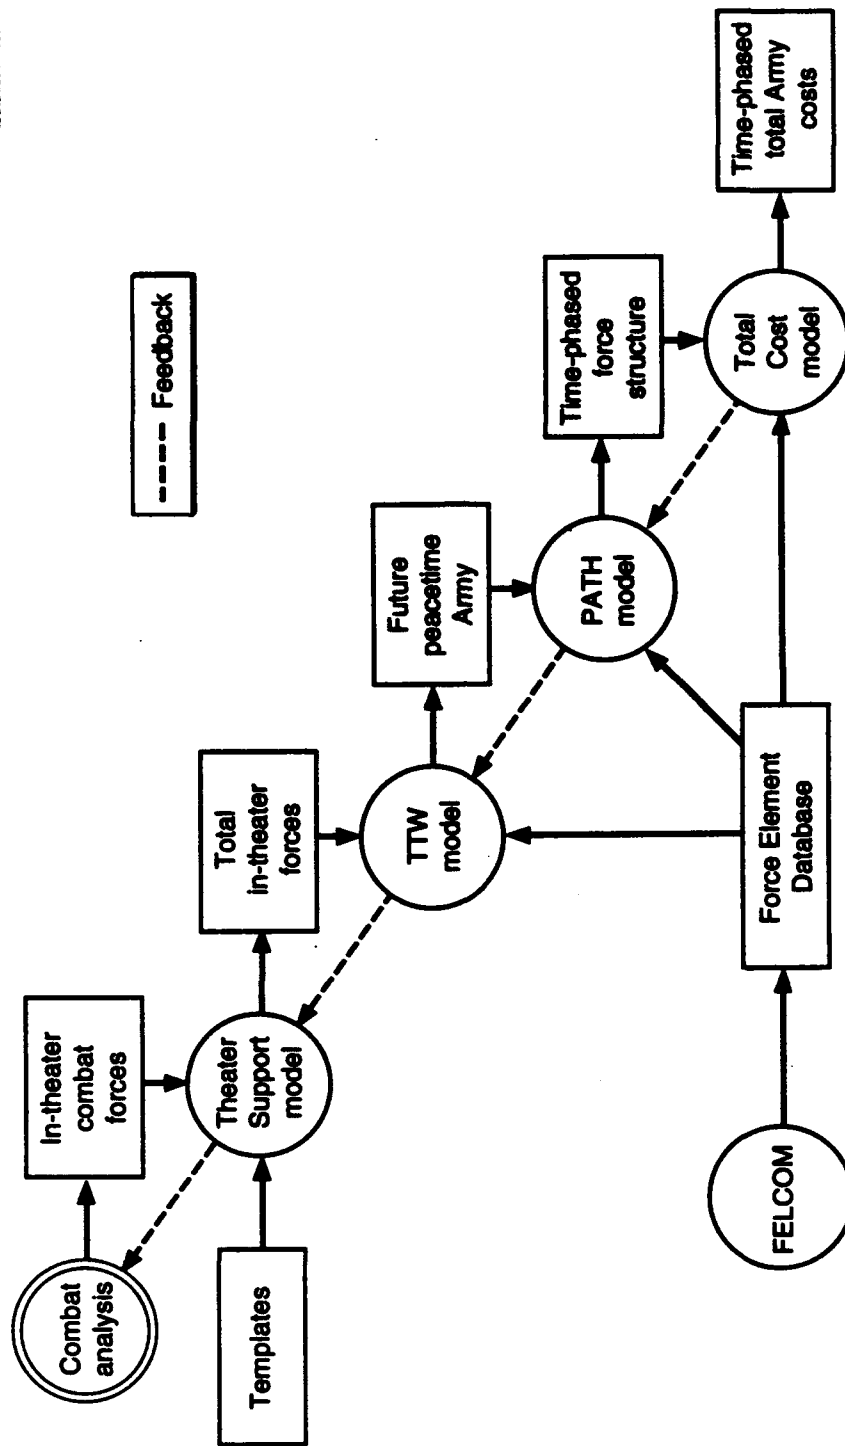 Combat
analysis
In-theater
combat
forces
Templates
Theater
Support
model
Total
in-theater
forces
TTW
model
Future
peacetime
Army
PATH
model
Time-phased
force
structure
Total
Cost
model
Time-phased
total Army
costs
FELCOM
Force Element
Database
---- Feedback